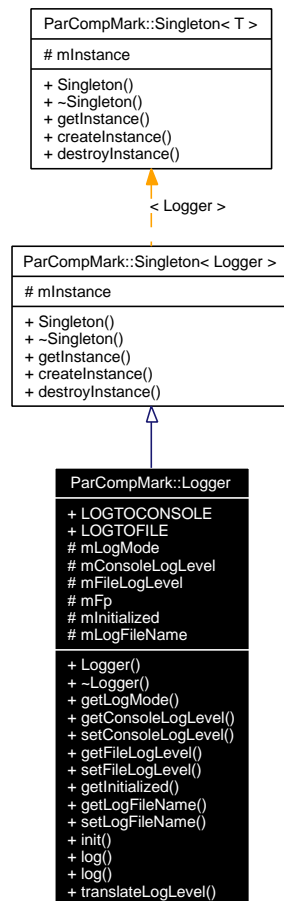 ParCompMark::Singleton< T >
# mInstance
+ Singleton()
+ ~Singleton()
+ getInstance()
+ createInstance()
+ destroyInstance()
< Logger >
ParCompMark::Singleton< Logger >
# mInstance
+ Singleton()
+ ~Singleton()
+ getInstance()
+ createInstance()
+ destroyInstance()
ParCompMark::Logger
+ LOGTOCONSOLE
+ LOGTOFILE
# mLogMode
# mConsoleLogLevel
# mFileLogLevel
# mFp
# mInitialized
# mLogFileName
+ Logger()
+ ~Logger()
+ getLogMode()
+ getConsoleLogLevel()
+ setConsoleLogLevel()
+ getFileLogLevel()
+ setFileLogLevel()
+ getInitialized()
+ getLogFileName()
+ setLogFileName()
+ init()
+ log()
+ log()
+ translateLogLevel()